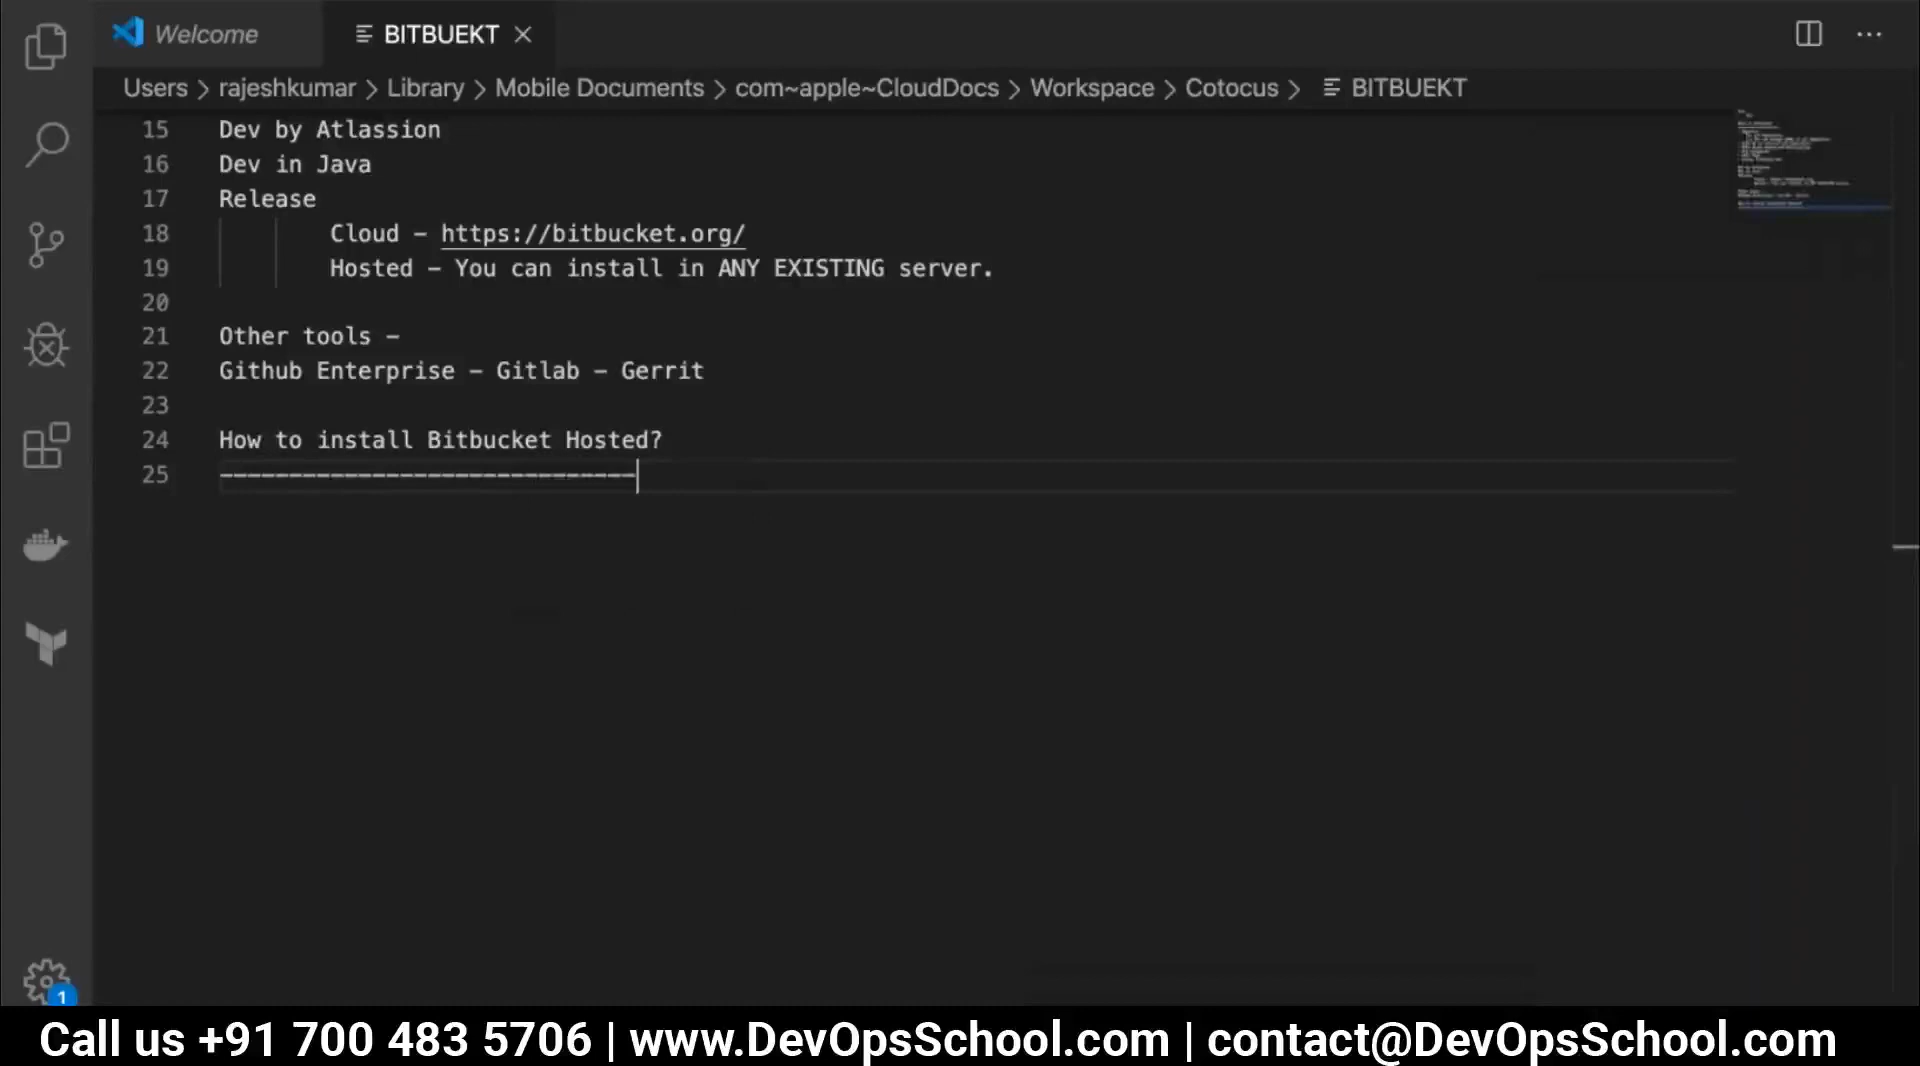 Welcome
BITBUEKT
Users > rajeshkumar > Library > Mobile Documents > com~apple~CloudDocs > Workspace > Cotocus > BITBUEKT
15 Dev by Atlassion
16 Dev in Java
17 Release
18 Cloud - https://bitbucket.org/
19 Hosted - You can install in ANY EXISTING server.
20
21 Other tools -
22 Github Enterprise - Gitlab - Gerrit
23
24 How to install Bitbucket Hosted?
25 ------------------------------
1
Call us +91 700 483 5706 | www.DevOpsSchool.com | contact@DevOpsSchool.com